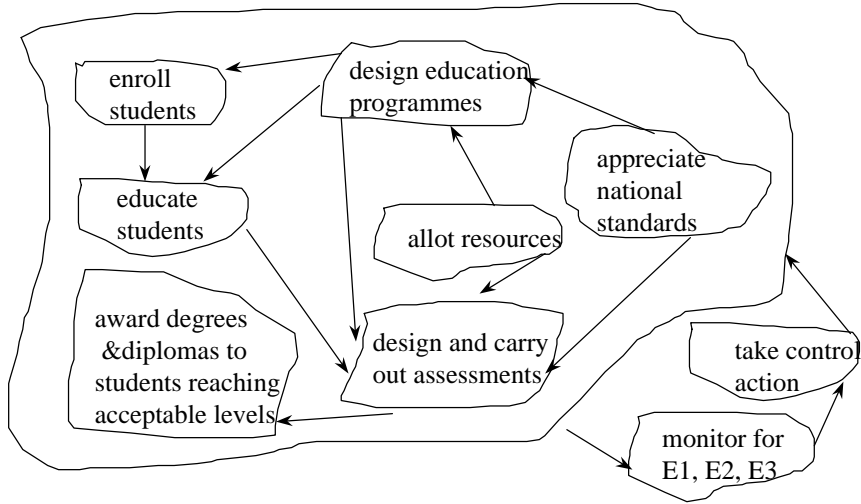 enroll
students
design education
programmes
appreciate
national
standards
educate
students
allot resources
award degrees
&diplomas to
students reaching
acceptable levels
design and carry
out assessments
take control
action
monitor for
E1, E2, E3